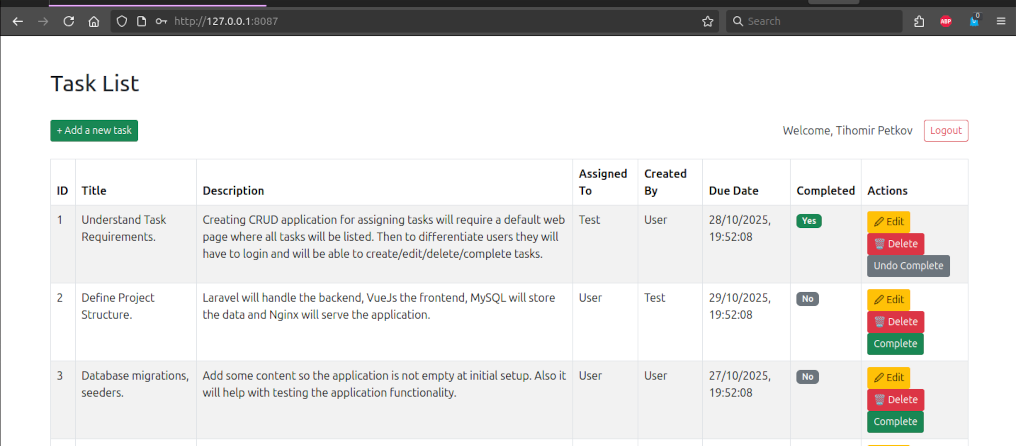 http://127.0.0.1:8087
Search
ABP
0
Task List
+ Add a new task
Welcome, Tihomir Petkov
Logout
ID
Title
Description
Assigned
To
Created
By
Due Date
Completed
Actions
1
Understand Task
Requirements.
Creating CRUD application for assigning tasks will require a default web
page where all tasks will be listed. Then to differentiate users they will
have to login and will be able to create/edit/delete/complete tasks.
Test
User
28/10/2025,
19:52:08
Yes
Edit
Delete
Undo Complete
2
Define Project
Structure.
Laravel will handle the backend, VueJs the frontend, MySQL will store
the data and Nginx will serve the application.
User
Test
29/10/2025,
19:52:08
No
Edit
Delete
Complete
3
Database migrations,
seeders.
Add some content so the application is not empty at initial setup. Also it
will help with testing the application functionality.
User
User
27/10/2025,
19:52:08
No
Edit
Delete
Complete